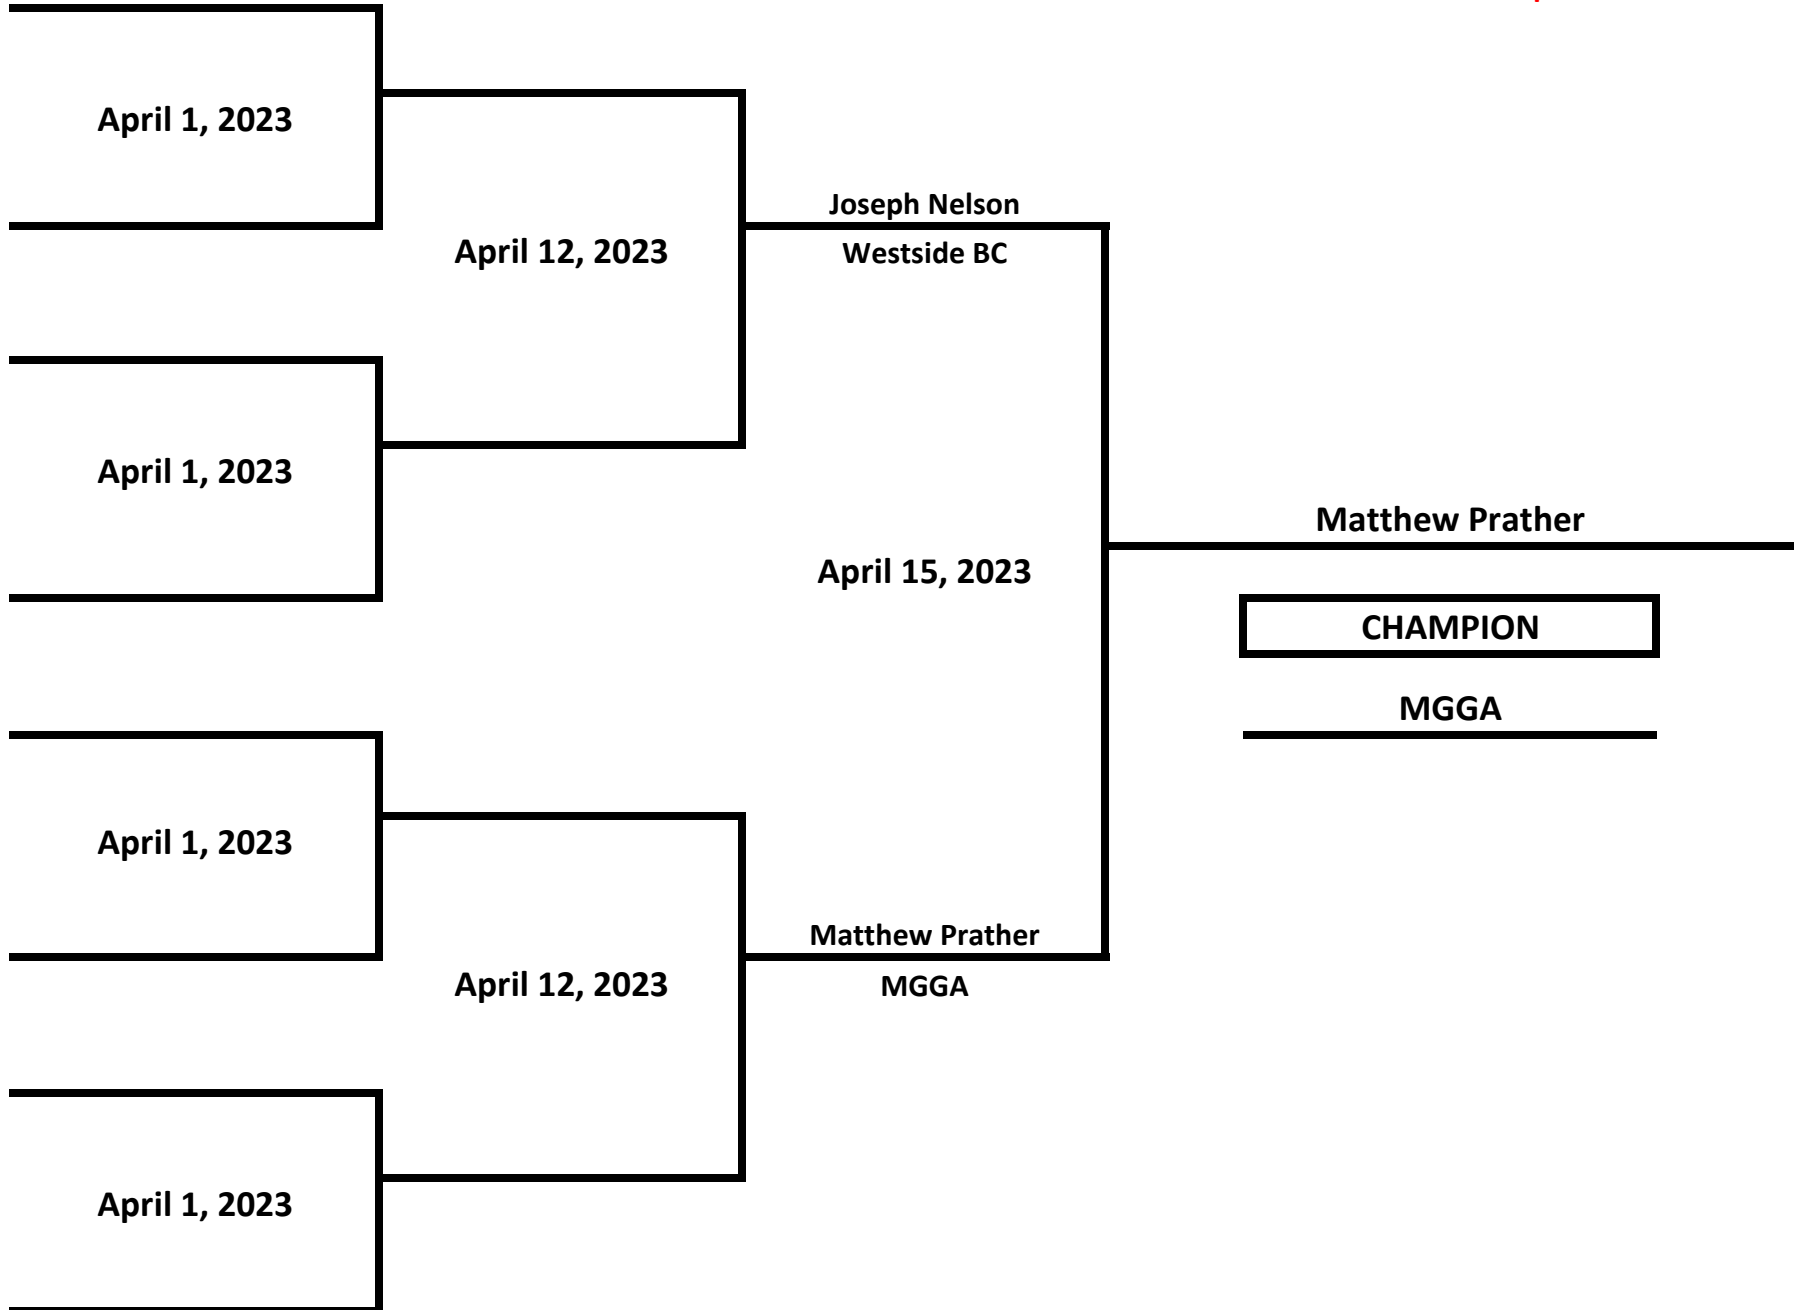 April 1, 2023
Joseph Nelson
April 12, 2023
Westside BC
April 1, 2023
Matthew Prather
April 15, 2023
CHAMPION
MGGA
April 1, 2023
Matthew Prather
April 12, 2023
MGGA
April 1, 2023